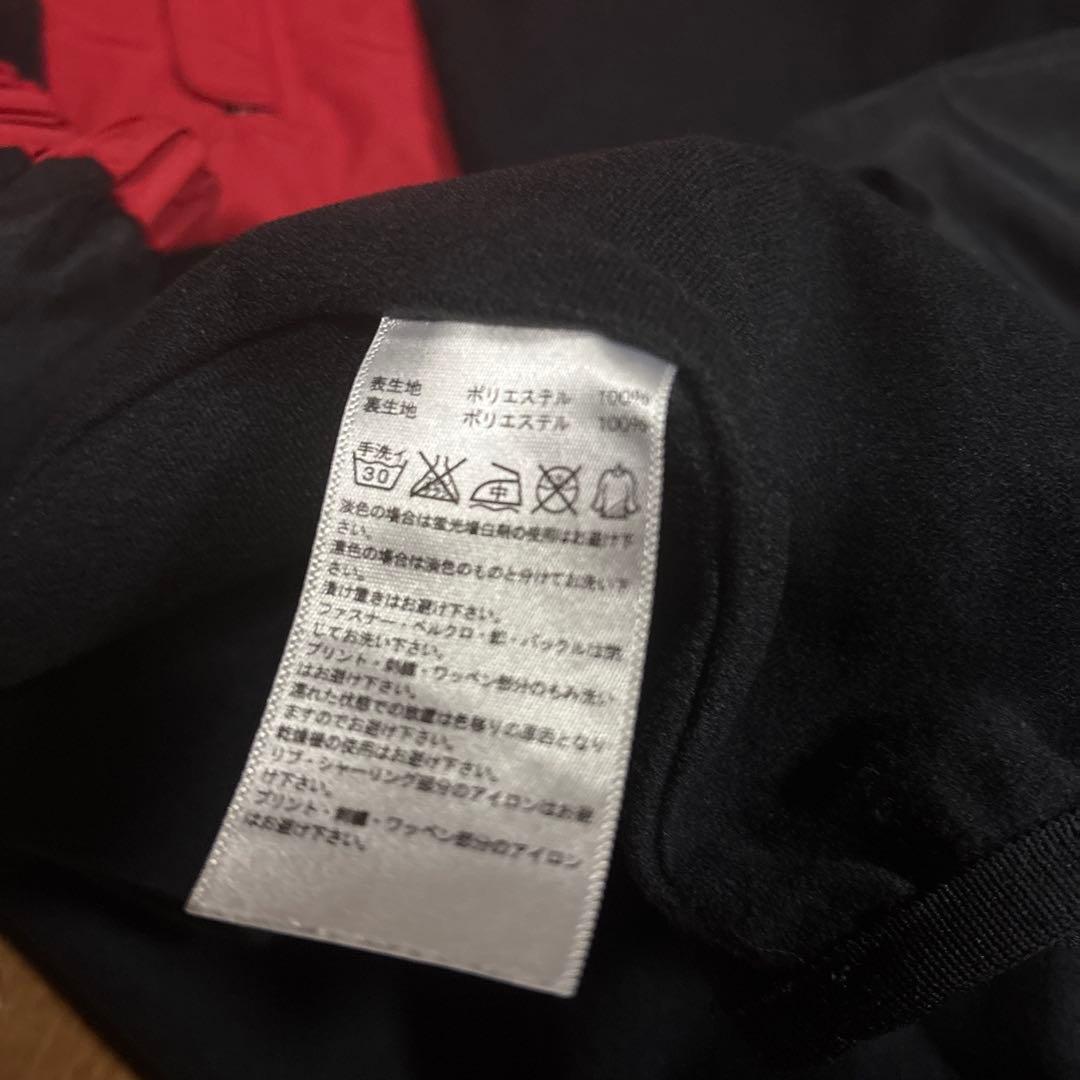 表生地 ポリエステル 100%
裏生地 ポリエステル 100%
手洗イ
30
中
淡色の場合は蛍光増白剤の使用はお避け下
さい。
濃色の場合は淡色のものと分けてお洗い下
さい。
漬け置きはお避け下さい。
ファスナー・ベルクロ・釦・バックルは閉
してお洗い下さい。
プリント・刺繍・ワッペン部分のもみ洗い
はお避け下さい。
濡れた状態での放置は色移りの原因となり
ますのでお避け下さい。
乾燥機の使用はお避け下さい。
リブ・シャーリング部分のアイロンはお避
け下さい。
プリント・刺繍・ワッペン部分のアイロン
はお避け下さい。